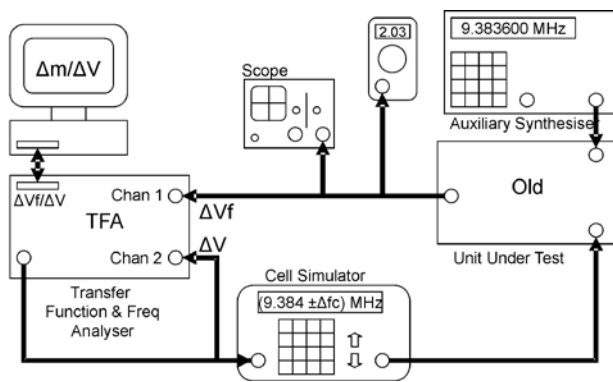 Δm/ΔV
Scope
2.03
9.383600 MHz
Auxiliary Synthesiser
ΔVf/ΔV
Chan 1
TFA
Chan 2
ΔVf
ΔV
Old
Unit Under Test
Transfer
Function & Freq
Analyser
Cell Simulator
(9.384 ±Δfc) MHz